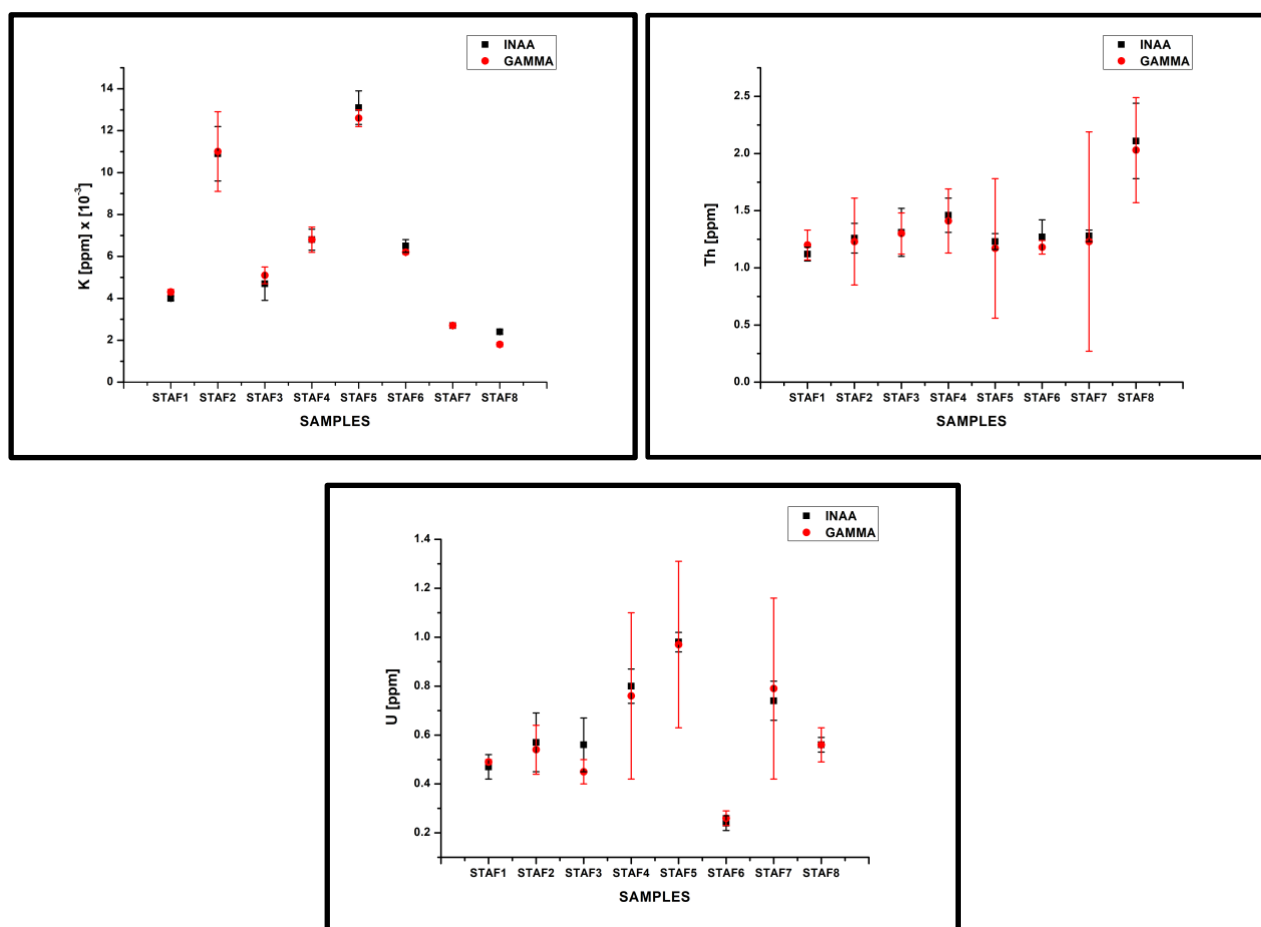 INAA
GAMMA
K [ppm] × [10⁻³]
14
12
10
8
6
4
2
0
STAF1 STAF2 STAF3 STAF4 STAF5 STAF6 STAF7 STAF8
SAMPLES
INAA
GAMMA
Th [ppm]
2.5
2.0
1.5
1.0
0.5
0.0
STAF1 STAF2 STAF3 STAF4 STAF5 STAF6 STAF7 STAF8
SAMPLES
INAA
GAMMA
U [ppm]
1.4
1.2
1.0
0.8
0.6
0.4
0.2
STAF1 STAF2 STAF3 STAF4 STAF5 STAF6 STAF7 STAF8
SAMPLES